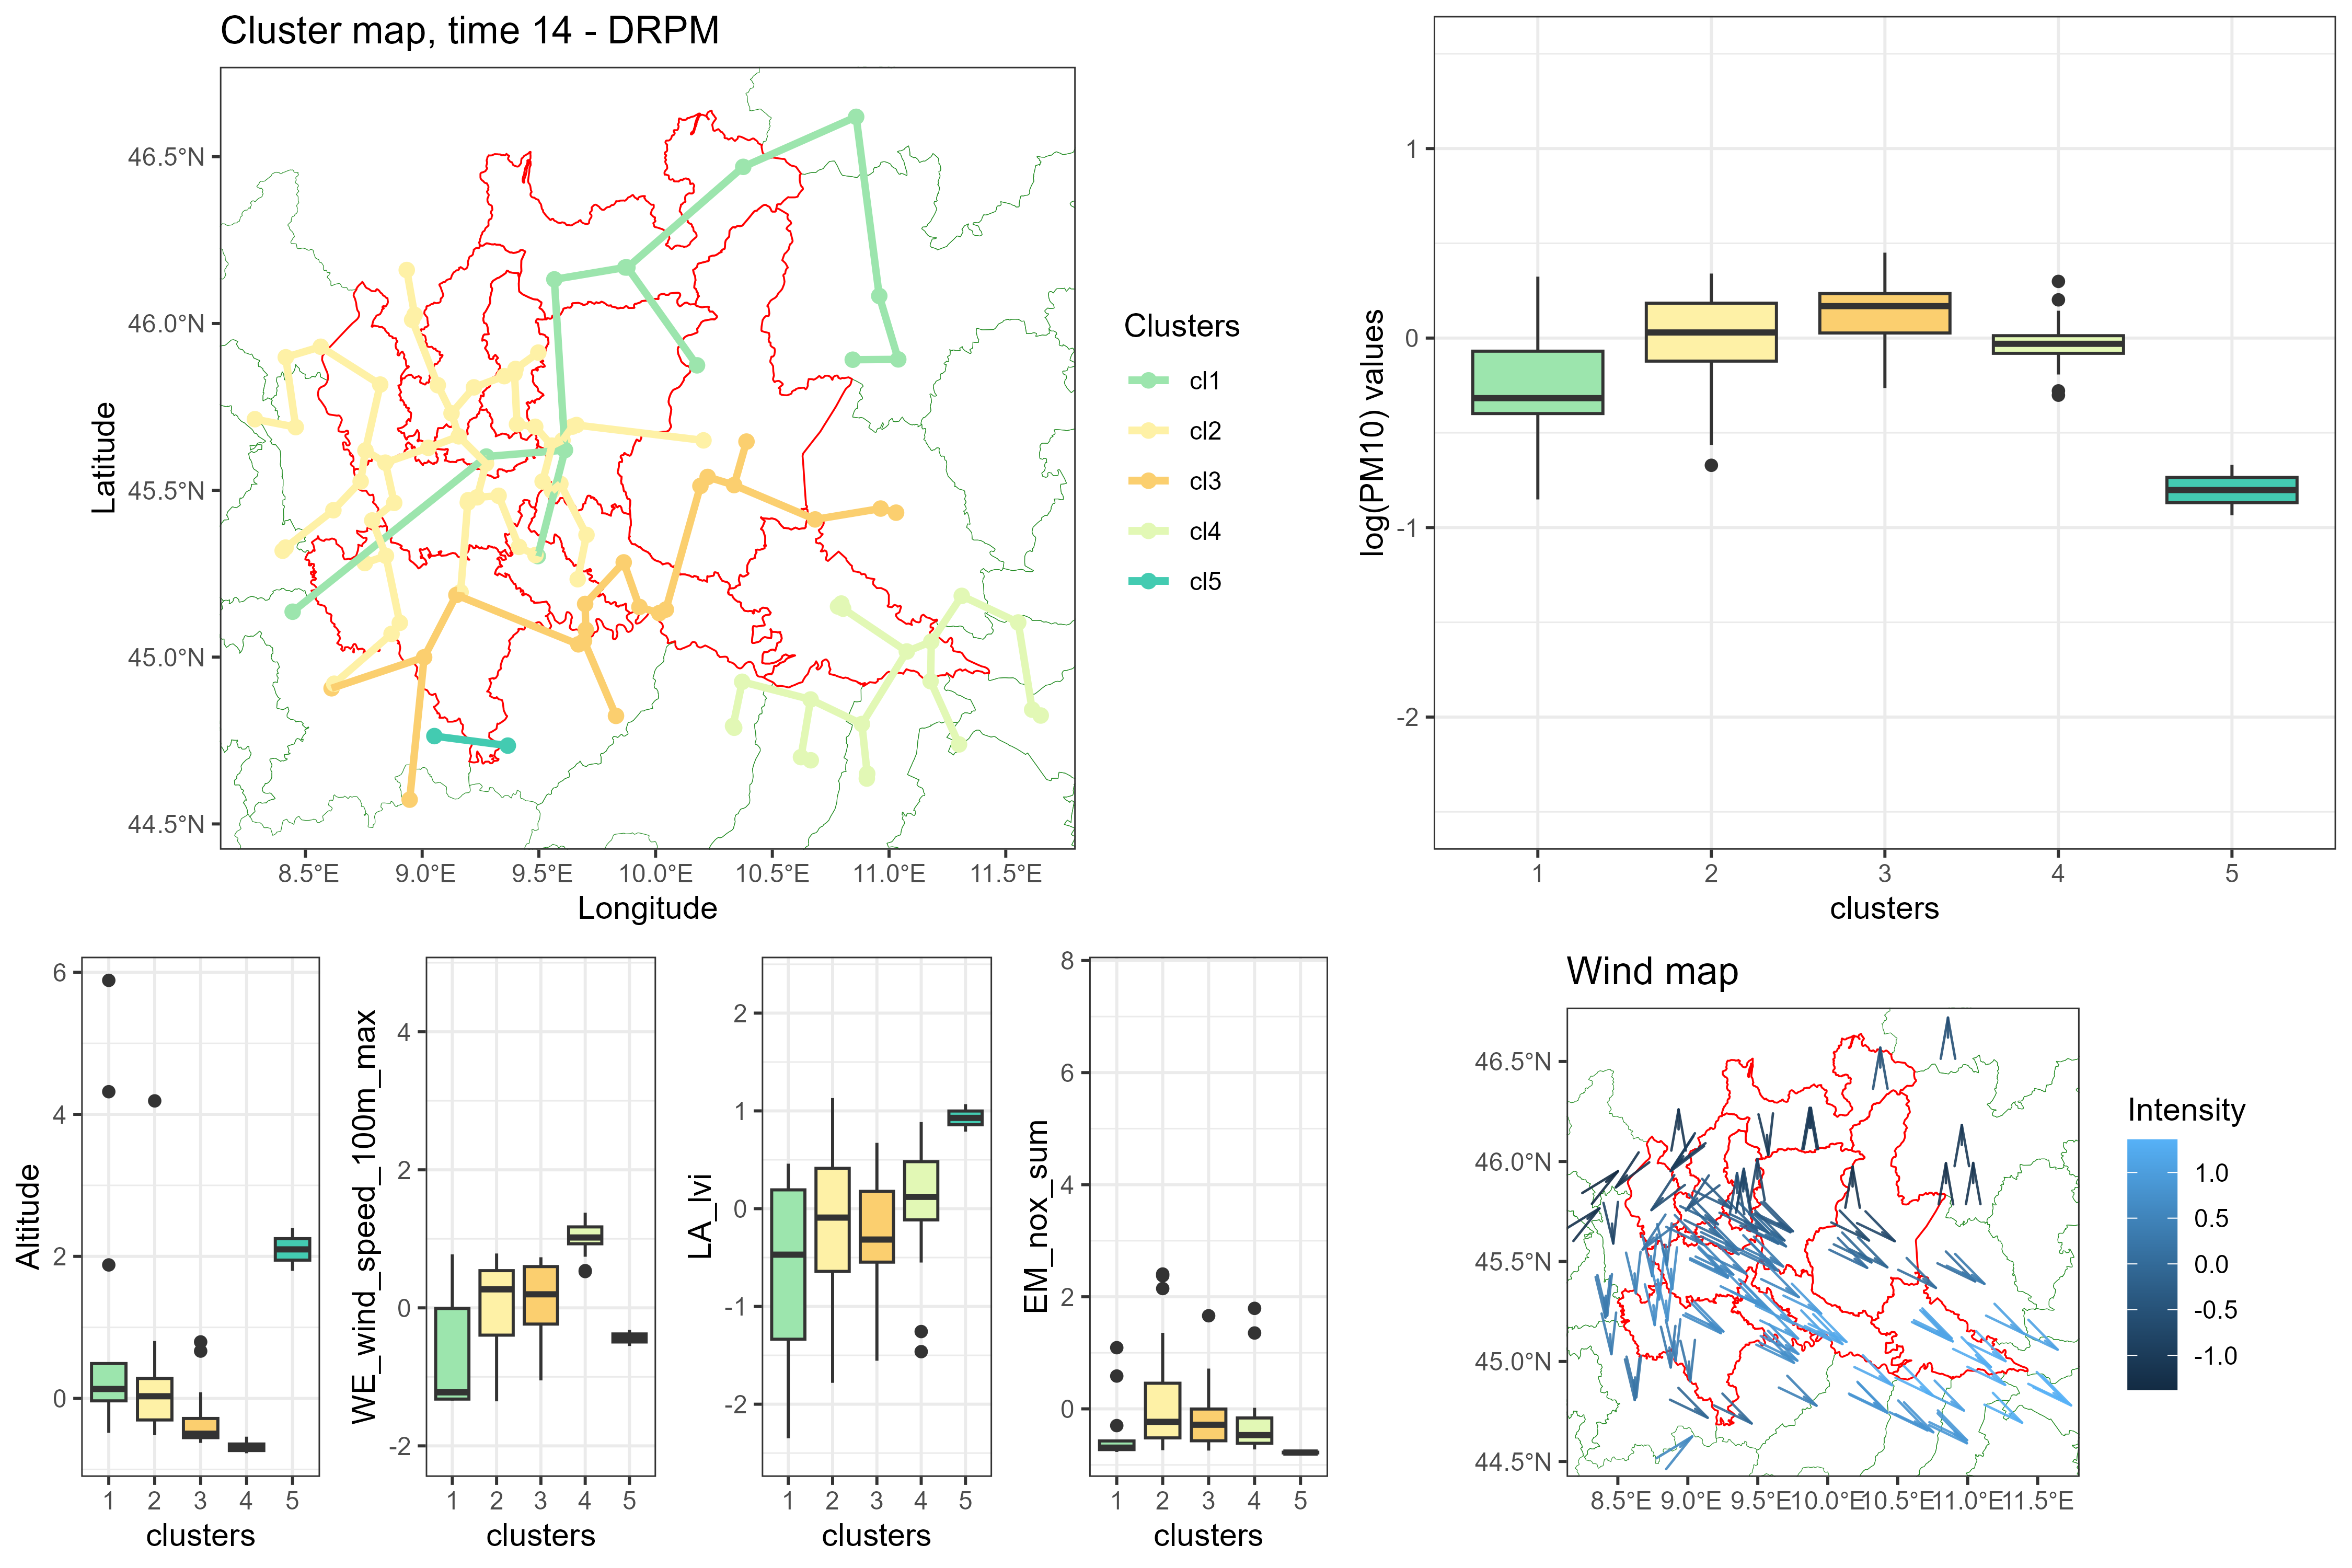 Cluster map, time 14 - DRPM
Latitude
46.5°N
46.0°N
45.5°N
45.0°N
44.5°N
8.5°E 9.0°E 9.5°E 10.0°E 10.5°E 11.0°E 11.5°E
Longitude
Clusters
cl1
cl2
cl3
cl4
cl5
log(PM10) values
1
0
-1
-2
1 2 3 4 5
clusters
Altitude
6
4
2
0
1 2 3 4 5
clusters
WE_wind_speed_100m_max
4
2
0
-2
1 2 3 4 5
clusters
LA_lvi
2
1
0
-1
-2
1 2 3 4 5
clusters
EM_nox_sum
8
6
4
2
0
1 2 3 4 5
clusters
Wind map
46.5°N
46.0°N
45.5°N
45.0°N
44.5°N
8.5°E 9.0°E 9.5°E 10.0°E 10.5°E 11.0°E 11.5°E
Intensity
1.0
0.5
0.0
-0.5
-1.0